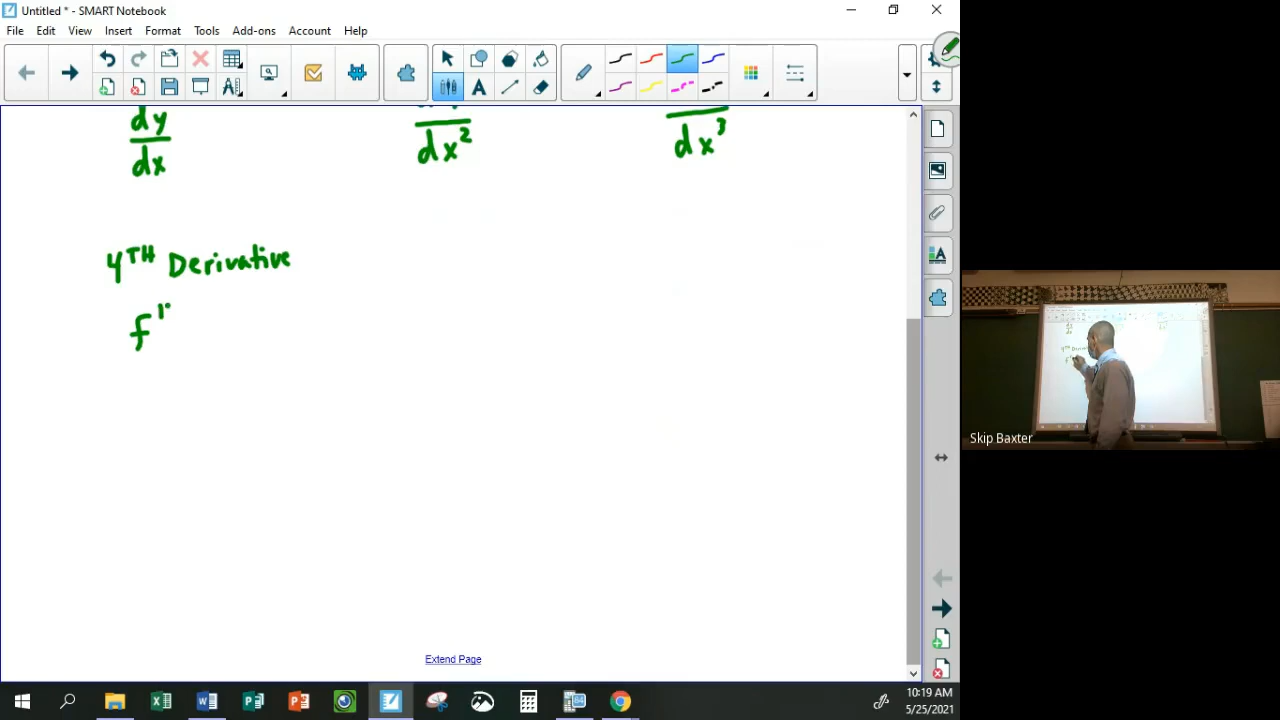 Untitled * - SMART Notebook
File Edit View Insert Format Tools Add-ons Account Help
dy
dx
dx²
dx³
4TH Derivative
f'
Extend Page
Skip Baxter
10:19 AM
5/25/2021